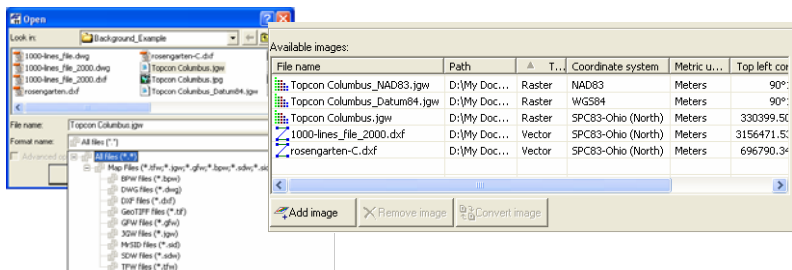 Open
Look in: Background_Example
1000-lines_file.dwg
1000-lines_file_2000.dwg
1000-lines_file_2000.dxf
rosengarten.dxf
rosengarten-C.dxf
Topcon Columbus.jgw
Topcon Columbus.jpg
Topcon Columbus_Datum84.jgw
File name: Topcon Columbus.jgw
Format name: All files (*.*)
Advanced op
All files (*.*)
Map Files (*.tfw;*.jgw;*.gfw;*.bpw;*.sdw;*.sid
BPW files (*.bpw)
DWG files (*.dwg)
DXF files (*.dxf)
GeoTIFF files (*.tif)
GFW files (*.gfw)
JGW files (*.jgw)
MrSID files (*.sid)
SDW files (*.sdw)
TFW files (*.tfw)
Available images:
File name Path T... Coordinate system Metric u... Top left cor
Topcon Columbus_NAD83.jgw D:\My Doc... Raster NAD83 Meters 90°
Topcon Columbus_Datum84.jgw D:\My Doc... Raster WGS84 Meters 90°
Topcon Columbus.jgw D:\My Doc... Raster SPC83-Ohio (North) Meters 330399.50
1000-lines_file_2000.dxf D:\My Doc... Vector SPC83-Ohio (North) Meters 3156471.53
rosengarten-C.dxf D:\My Doc... Vector SPC83-Ohio (North) Meters 696790.34
Add image Remove image Convert image